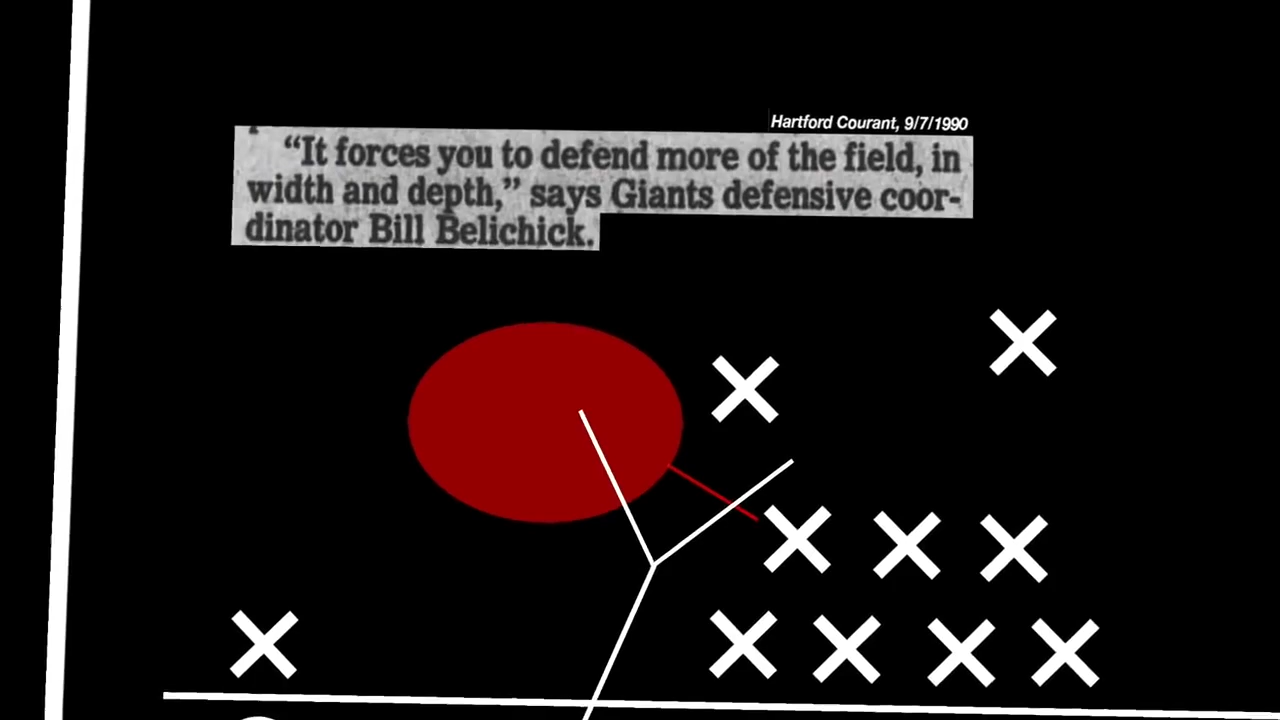 Hartford Courant, 9/7/1990
“It forces you to defend more of the field, in
width and depth,” says Giants defensive coor-
dinator Bill Belichick.